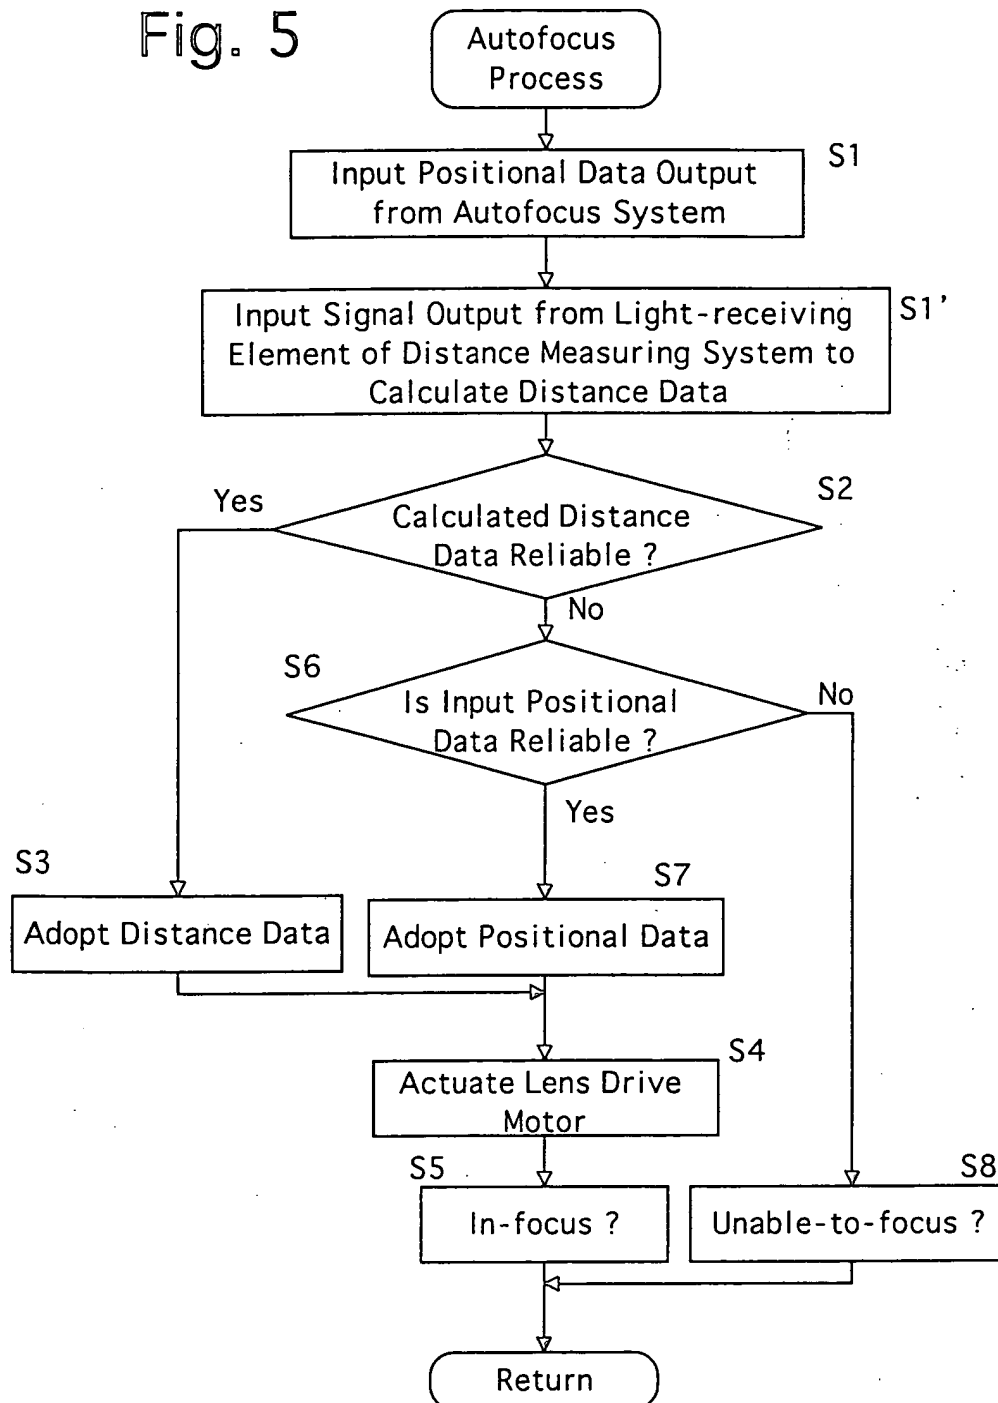 Fig. 5
Autofocus
Process
S1
Input Positional Data Output
from Autofocus System
S1'
Input Signal Output from Light-receiving
Element of Distance Measuring System to
Calculate Distance Data
S2
Yes
Calculated Distance
Data Reliable ?
No
S6
Is Input Positional
Data Reliable ?
No
Yes
S3
Adopt Distance Data
S7
Adopt Positional Data
S4
Actuate Lens Drive
Motor
S5
In-focus ?
S8
Unable-to-focus ?
Return